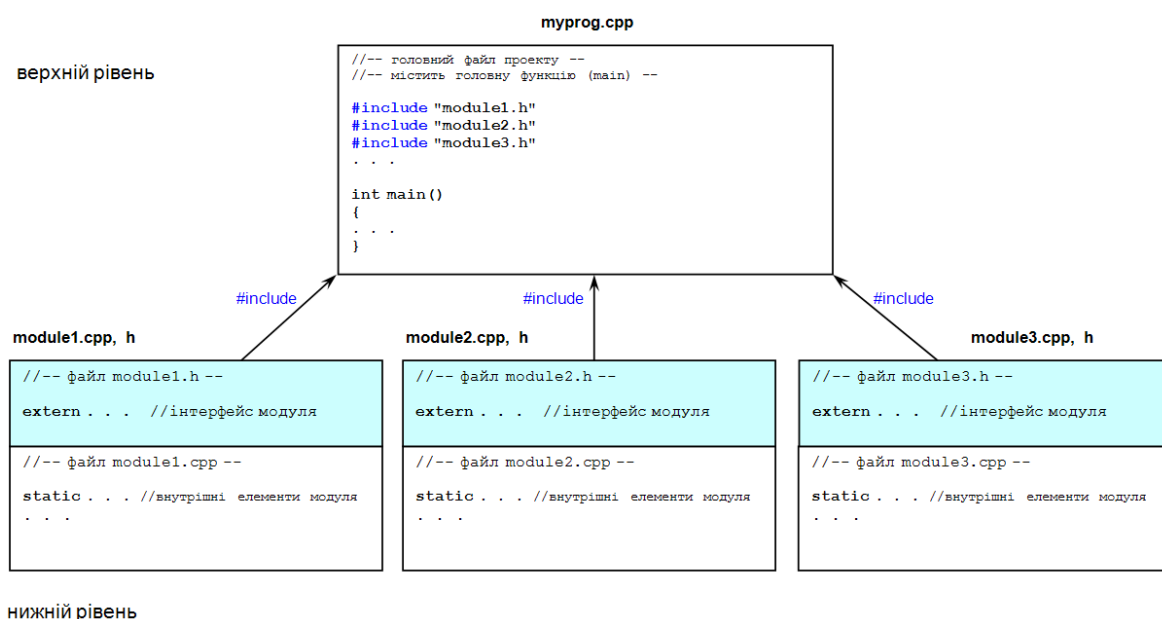 myprog.cpp
верхній рівень
//-- головний файл проекту --
//-- містить головну функцію (main) --
#include "module1.h"
#include "module2.h"
#include "module3.h"
. . .
int main()
{
. . .
}
#include
#include
#include
module1.cpp, h
//-- файл module1.h --
extern . . . //інтерфейс модуля
//-- файл module1.cpp --
static . . . //внутрішні елементи модуля
. . .
module2.cpp, h
//-- файл module2.h --
extern . . . //інтерфейс модуля
//-- файл module2.cpp --
static . . . //внутрішні елементи модуля
. . .
module3.cpp, h
//-- файл module3.h --
extern . . . //інтерфейс модуля
//-- файл module3.cpp --
static . . . //внутрішні елементи модуля
. . .
нижній рівень